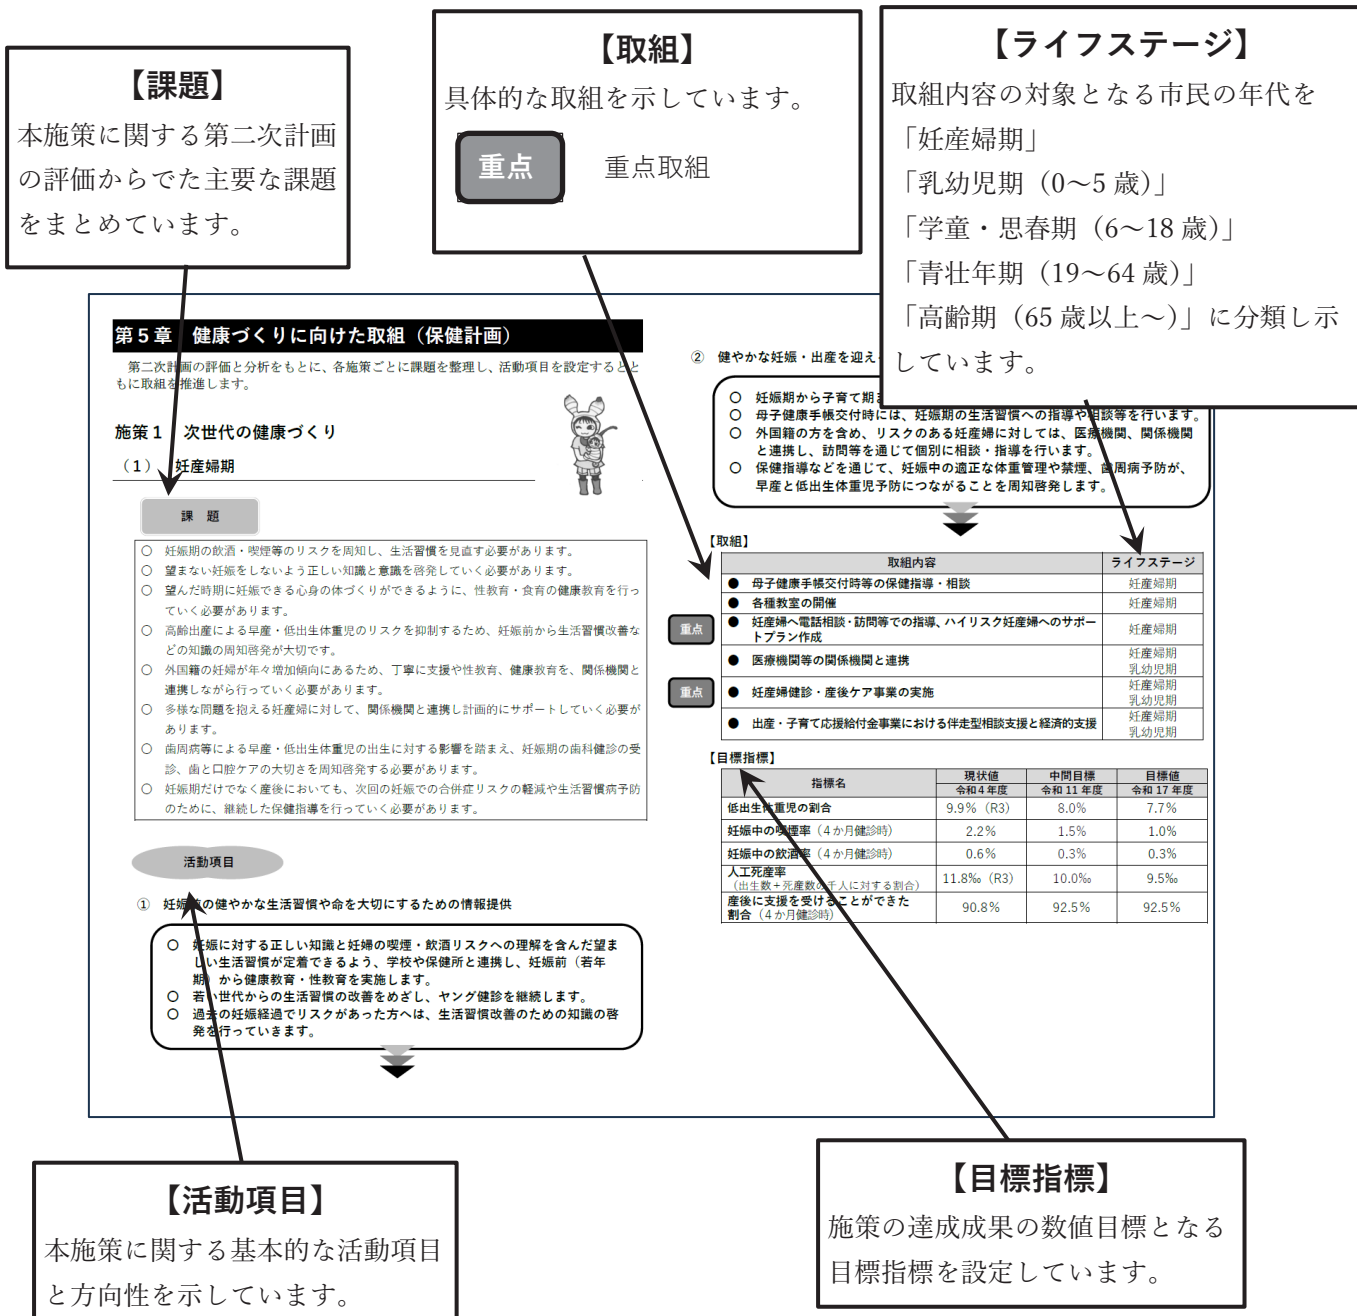 【課題】
本施策に関する第二次計画
の評価からでた主要な課題
をまとめています。
【取組】
具体的な取組を示しています。
重点 重点取組
【ライフステージ】
取組内容の対象となる市民の年代を
「妊産婦期」
「乳幼児期（0～5 歳）」
「学童・思春期（6～18 歳）」
「青壮年期（19～64 歳）」
「高齢期（65 歳以上～）」に分類し示
しています。
第５章 健康づくりに向けた取組（保健計画）
第二次計画の評価と分析をもとに、各施策ごとに課題を整理し、活動項目を設定するとと
もに取組を推進します。
施策１ 次世代の健康づくり
（1） 妊産婦期
課 題
○ 妊娠期の飲酒・喫煙等のリスクを周知し、生活習慣を見直す必要があります。
○ 望まない妊娠をしないよう正しい知識と意識を啓発していく必要があります。
○ 望んだ時期に妊娠できる心身の体づくりができるように、性教育・食育の健康教育を行っ
ていく必要があります。
○ 高齢出産による早産・低出生体重児のリスクを抑制するため、妊娠前から生活習慣改善な
どの知識の周知啓発が大切です。
○ 外国籍の妊婦が年々増加傾向にあるため、丁寧に支援や性教育、健康教育を、関係機関と
連携しながら行っていく必要があります。
○ 多様な問題を抱える妊産婦に対して、関係機関と連携し計画的にサポートしていく必要が
あります。
○ 歯周病等による早産・低出生体重児の出生に対する影響を踏まえ、妊娠期の歯科健診の受
診、歯と口腔ケアの大切さを周知啓発する必要があります。
○ 妊娠期だけでなく産後においても、次回の妊娠での合併症リスクの軽減や生活習慣病予防
のために、継続した保健指導を行っていく必要があります。
活動項目
① 妊娠前の健やかな生活習慣や命を大切にするための情報提供
○ 妊娠に対する正しい知識と妊婦の喫煙・飲酒リスクへの理解を含んだ望ま
しい生活習慣が定着できるよう、学校や保健所と連携し、妊娠前（若年
期）から健康教育・性教育を実施します。
○ 若い世代からの生活習慣の改善をめざし、ヤング健診を継続します。
○ 過去の妊娠経過でリスクがあった方へは、生活習慣改善のための知識の啓
発を行っていきます。
② 健やかな妊娠・出産を迎え
○ 妊娠期から子育て期
○ 母子健康手帳交付時には、妊娠期の生活習慣への指導や相談等を行います。
○ 外国籍の方を含め、リスクのある妊産婦に対しては、医療機関、関係機関
と連携し、訪問等を通じて個別に相談・指導を行います。
○ 保健指導などを通じて、妊娠中の適正な体重管理や禁煙、歯周病予防が、
早産と低出生体重児予防につながることを周知啓発します。
【取組】
取組内容 ライフステージ
● 母子健康手帳交付時等の保健指導・相談 妊産婦期
● 各種教室の開催 妊産婦期
重点 ● 妊産婦へ電話相談・訪問等での指導、ハイリスク妊産婦へのサポー
トプラン作成 妊産婦期
● 医療機関等の関係機関と連携 妊産婦期
乳幼児期
重点 ● 妊産婦健診・産後ケア事業の実施 妊産婦期
乳幼児期
● 出産・子育て応援給付金事業における伴走型相談支援と経済的支援 妊産婦期
乳幼児期
【目標指標】
指標名 現状値 中間目標 目標値
令和４年度 令和 11 年度 令和 17 年度
低出生体重児の割合 9.9%（R3） 8.0% 7.7%
妊娠中の喫煙率（４か月健診時） 2.2% 1.5% 1.0%
妊娠中の飲酒率（４か月健診時） 0.6% 0.3% 0.3%
人工死産率
（出生数＋死産数の千人に対する割合） 11.8‰（R3） 10.0‰ 9.5‰
産後に支援を受けることができた
割合（４か月健診時） 90.8% 92.5% 92.5%
【活動項目】
本施策に関する基本的な活動項目
と方向性を示しています。
【目標指標】
施策の達成成果の数値目標となる
目標指標を設定しています。